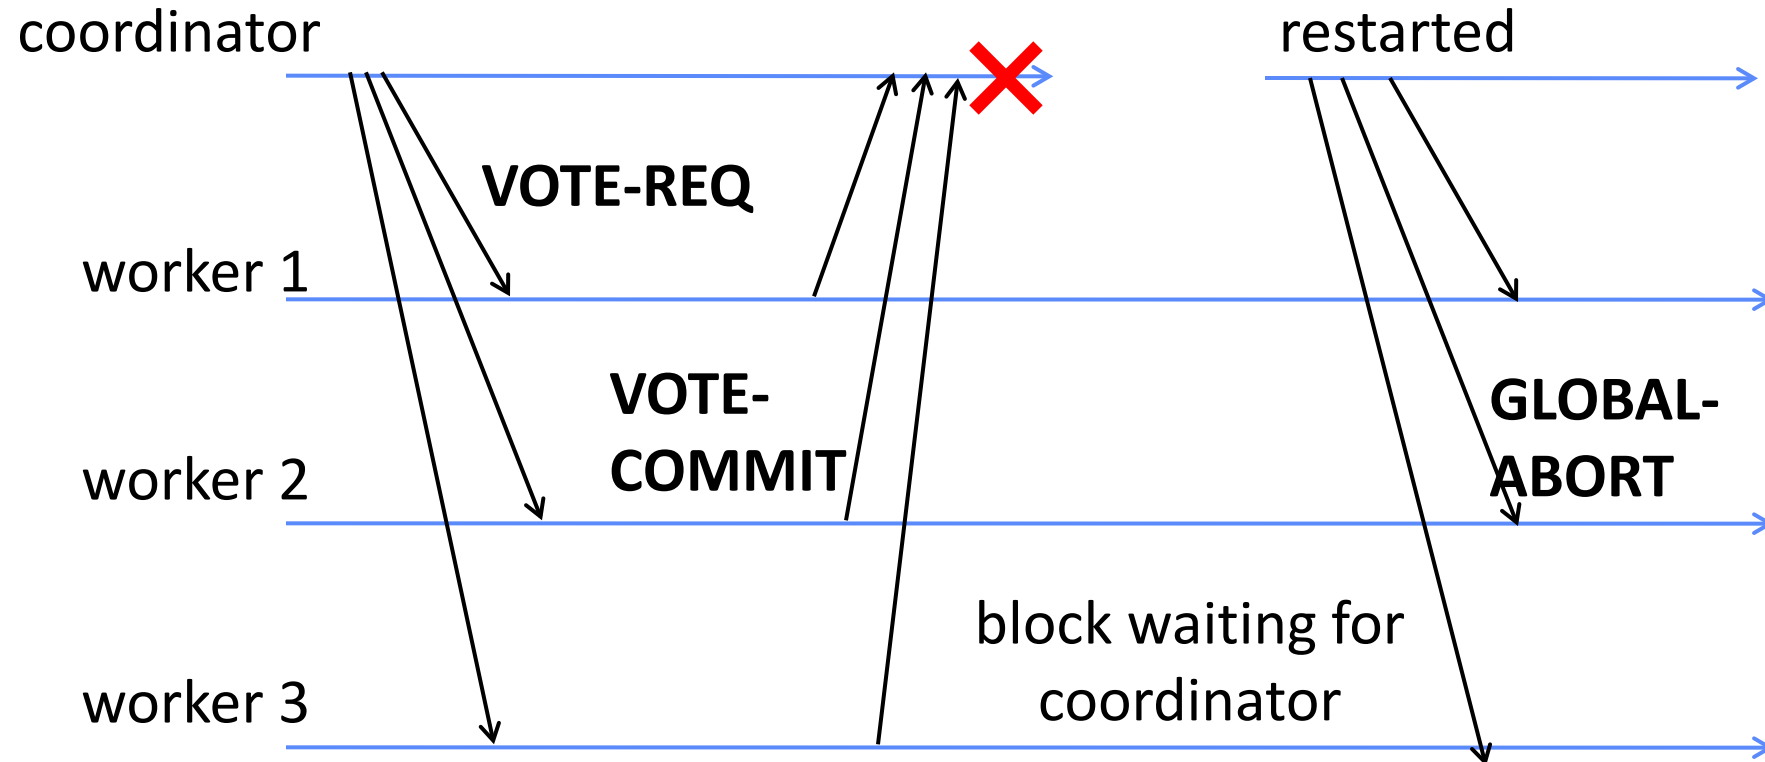 coordinator
restarted
VOTE-REQ
worker 1
VOTE-
COMMIT
GLOBAL-
ABORT
worker 2
block waiting for
coordinator
worker 3